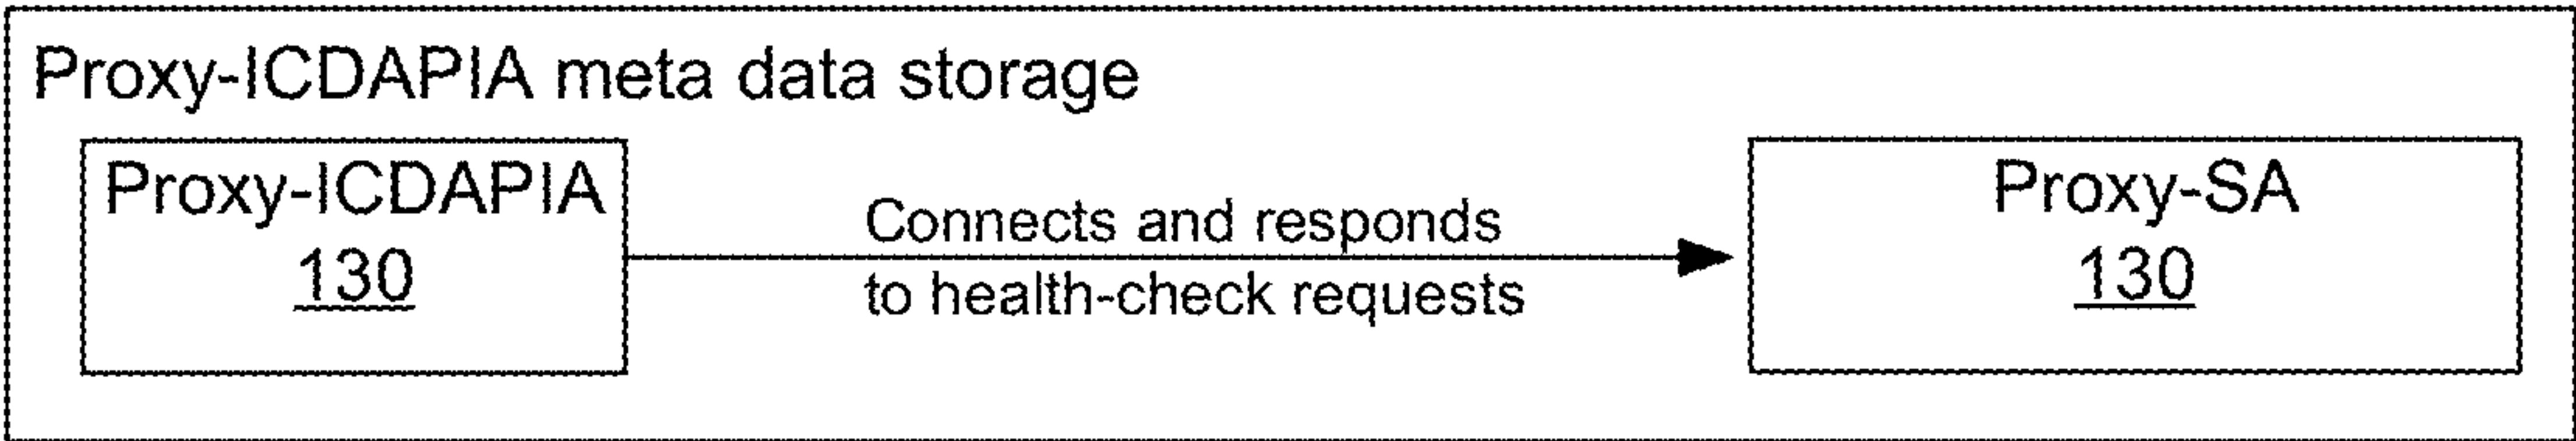 Proxy-ICDAPIA meta data storage
Proxy-ICDAPIA
130
Connects and responds
to health-check requests
Proxy-SA
130